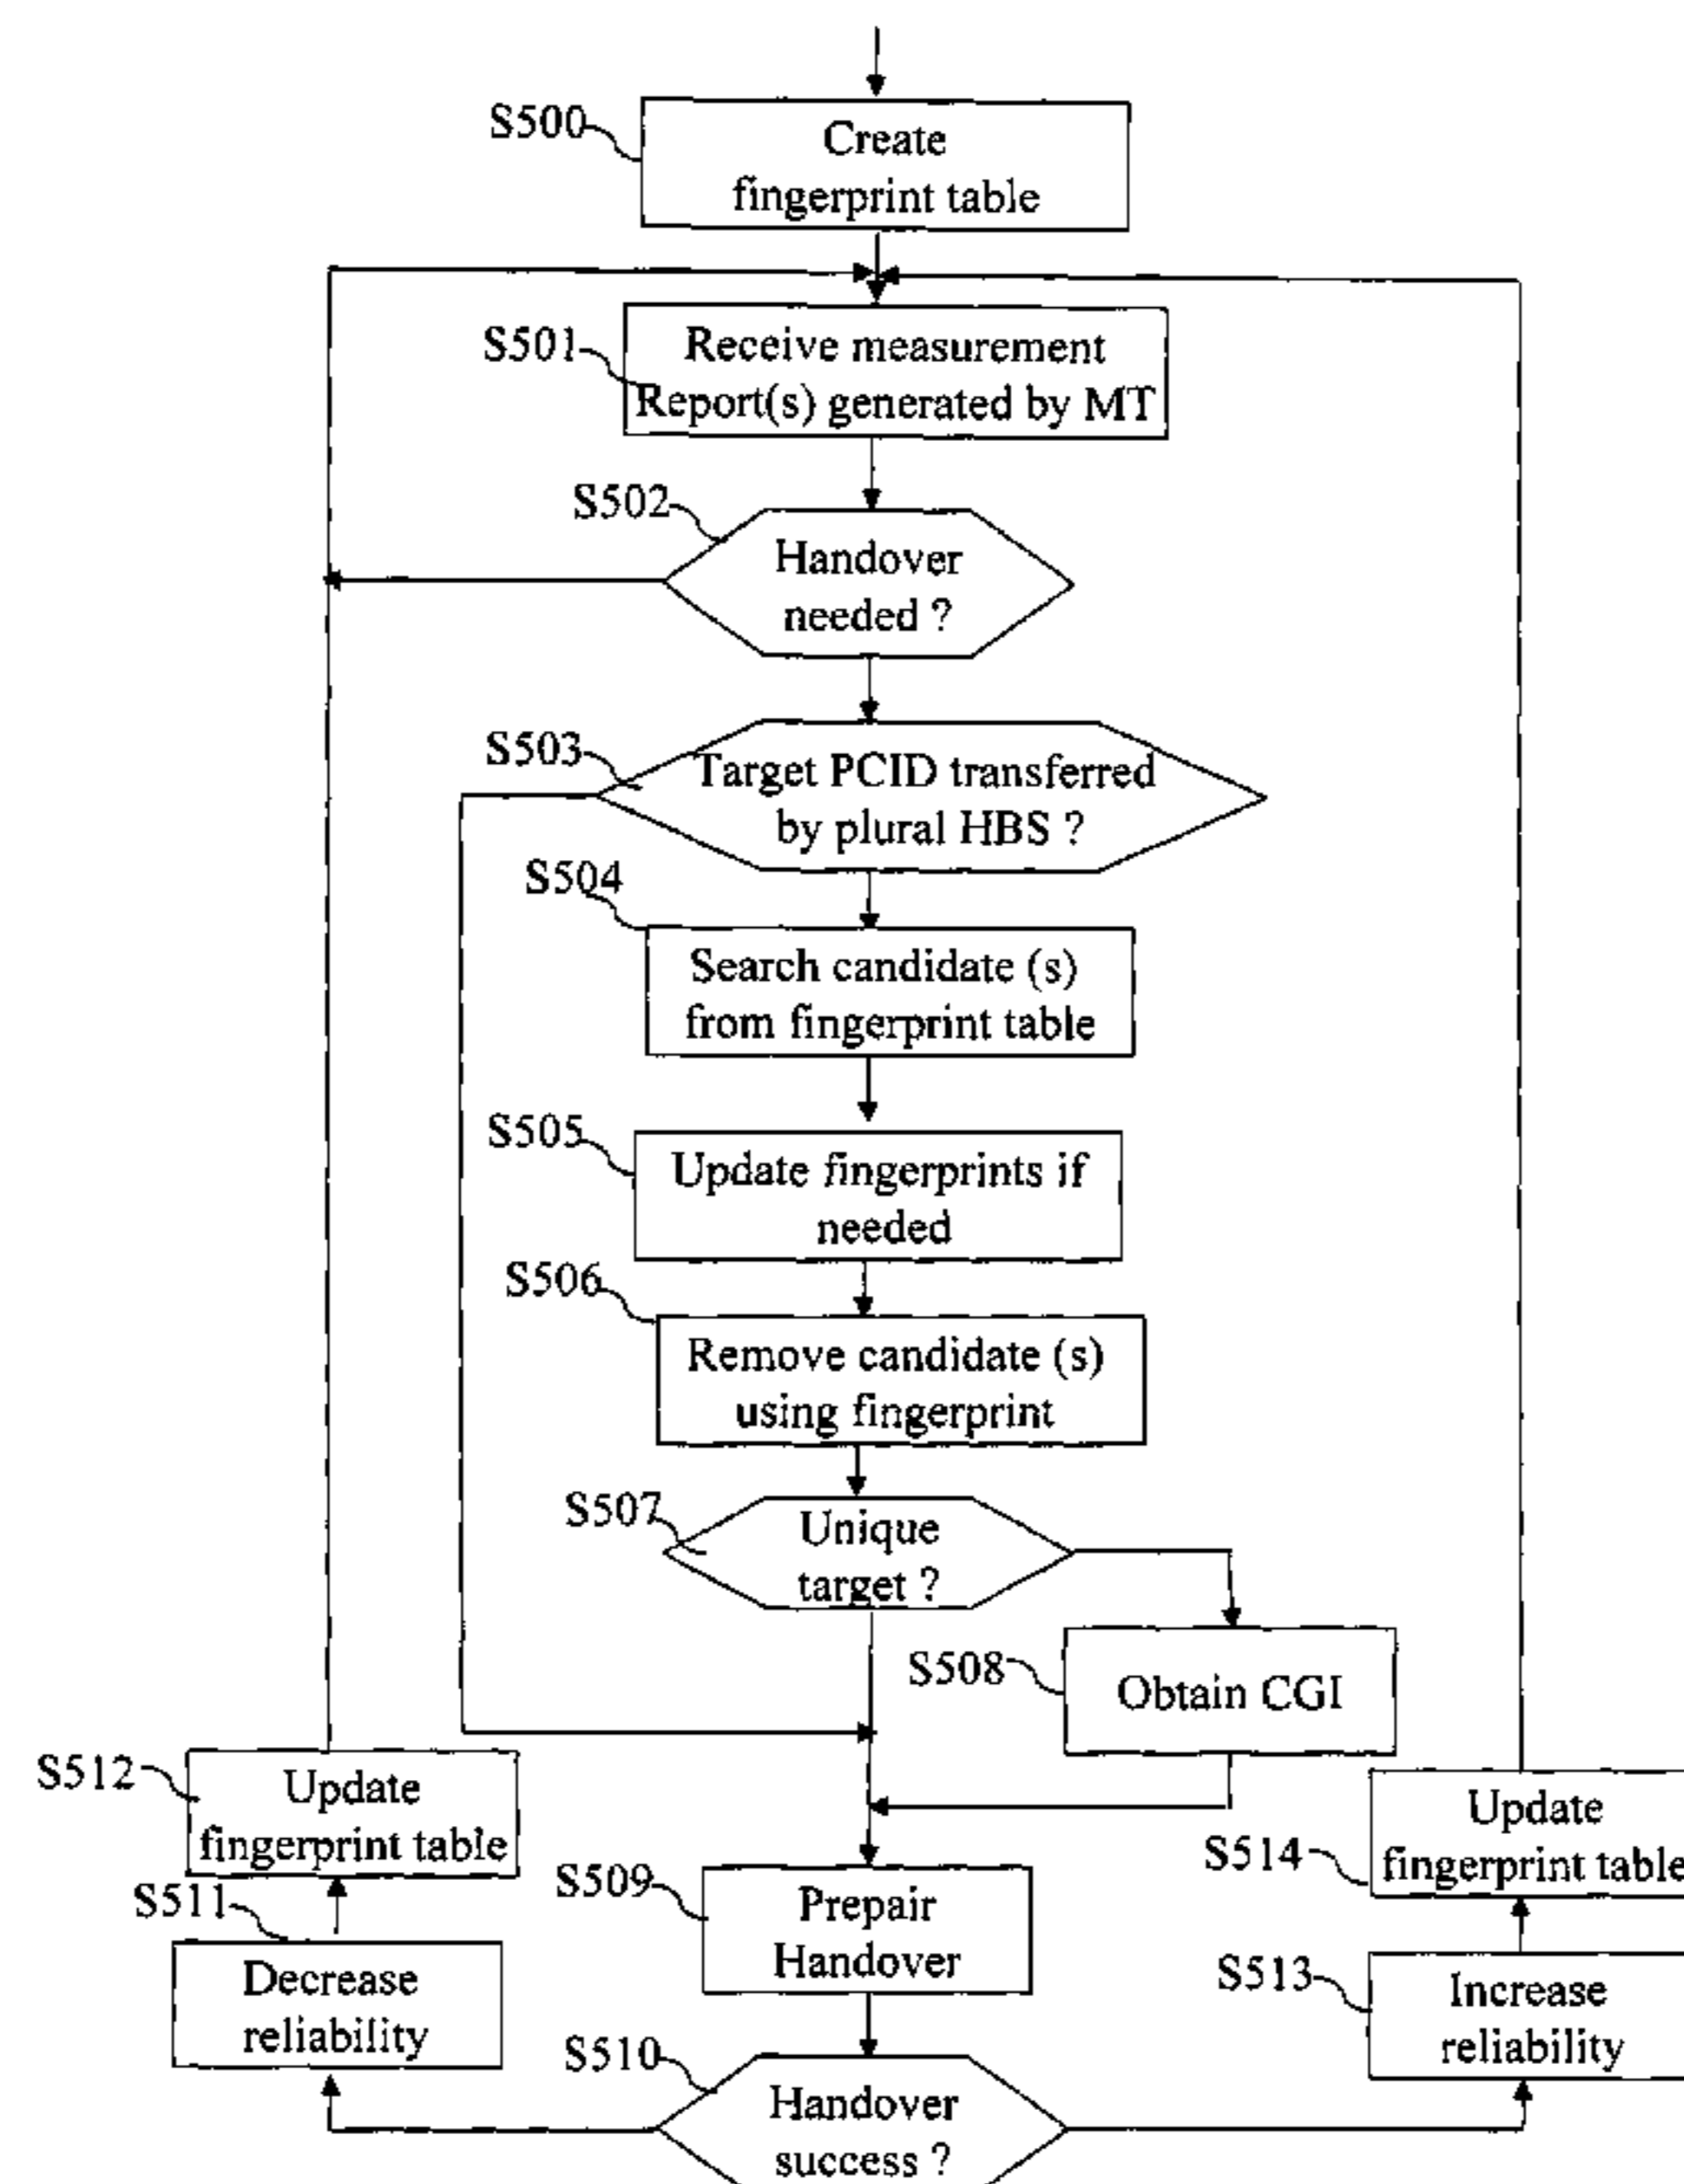 S500
Create
fingerprint table
S501
Receive measurement
Report(s) generated by MT
S502
Handover
needed ?
S503
Target PCID transferred
by plural HBS ?
S504
Search candidate (s)
from fingerprint table
S505
Update fingerprints if
needed
S506
Remove candidate (s)
using fingerprint
S507
Unique
target ?
S508
Obtain CGI
S512
Update
fingerprint table
S514
Update
fingerprint table
S509
Prepair
Handover
S511
Decrease
reliability
S513
Increase
reliability
S510
Handover
success ?